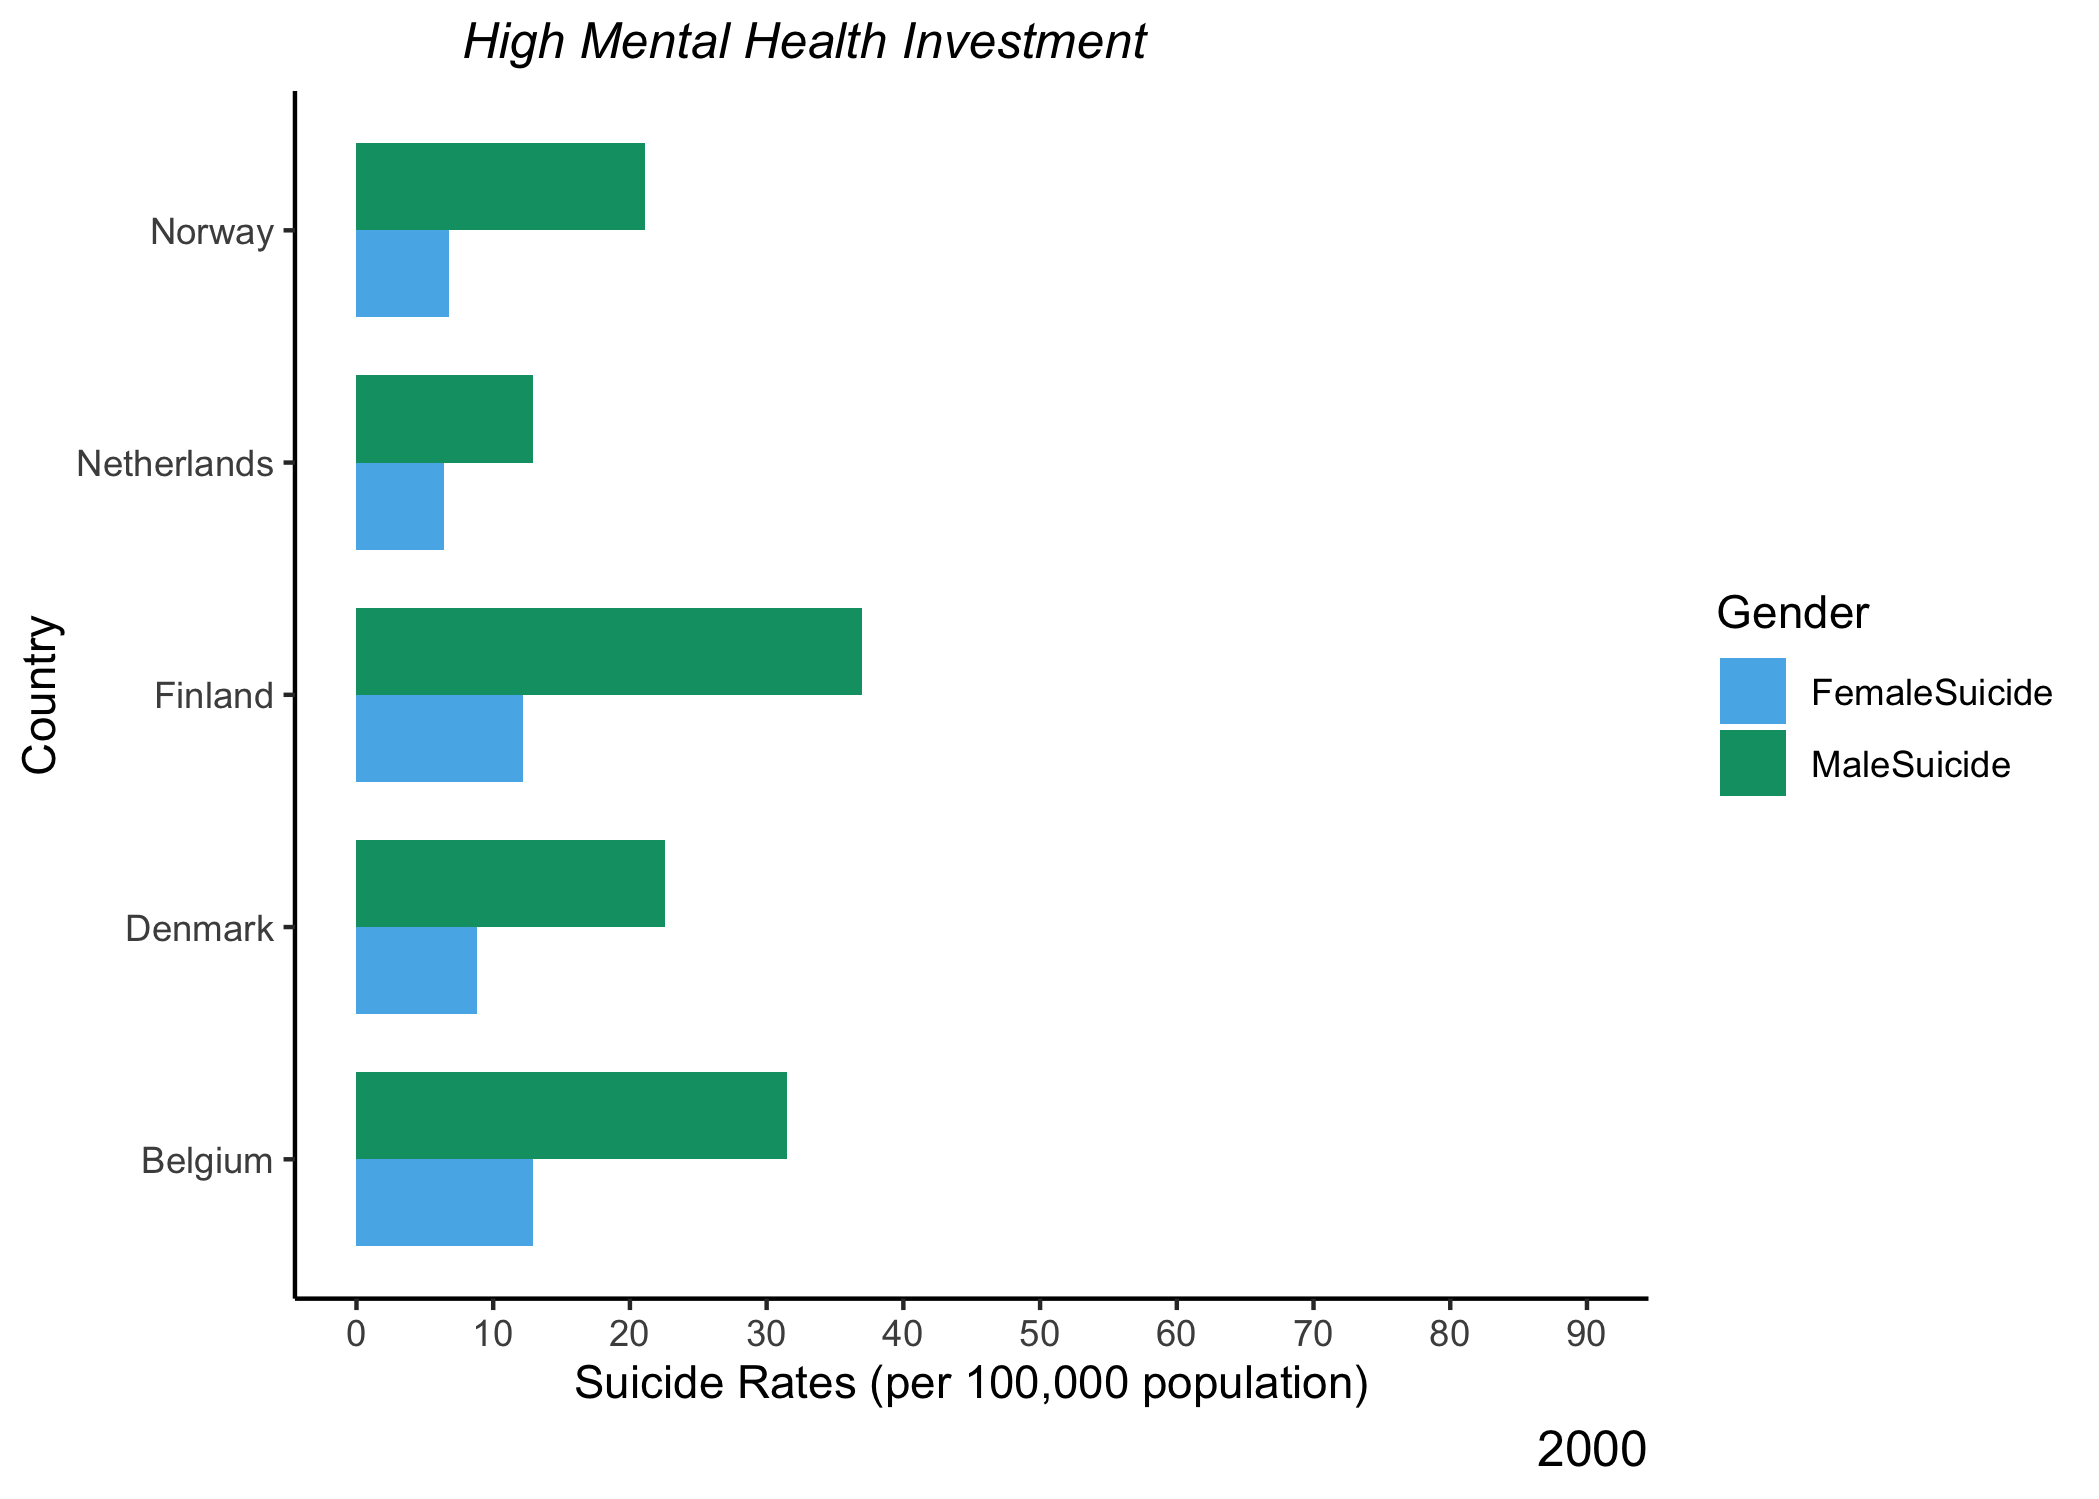 High Mental Health Investment
Country
Norway
Netherlands
Finland
Denmark
Belgium
0 10 20 30 40 50 60 70 80 90
Suicide Rates (per 100,000 population)
2000
Gender
FemaleSuicide
MaleSuicide